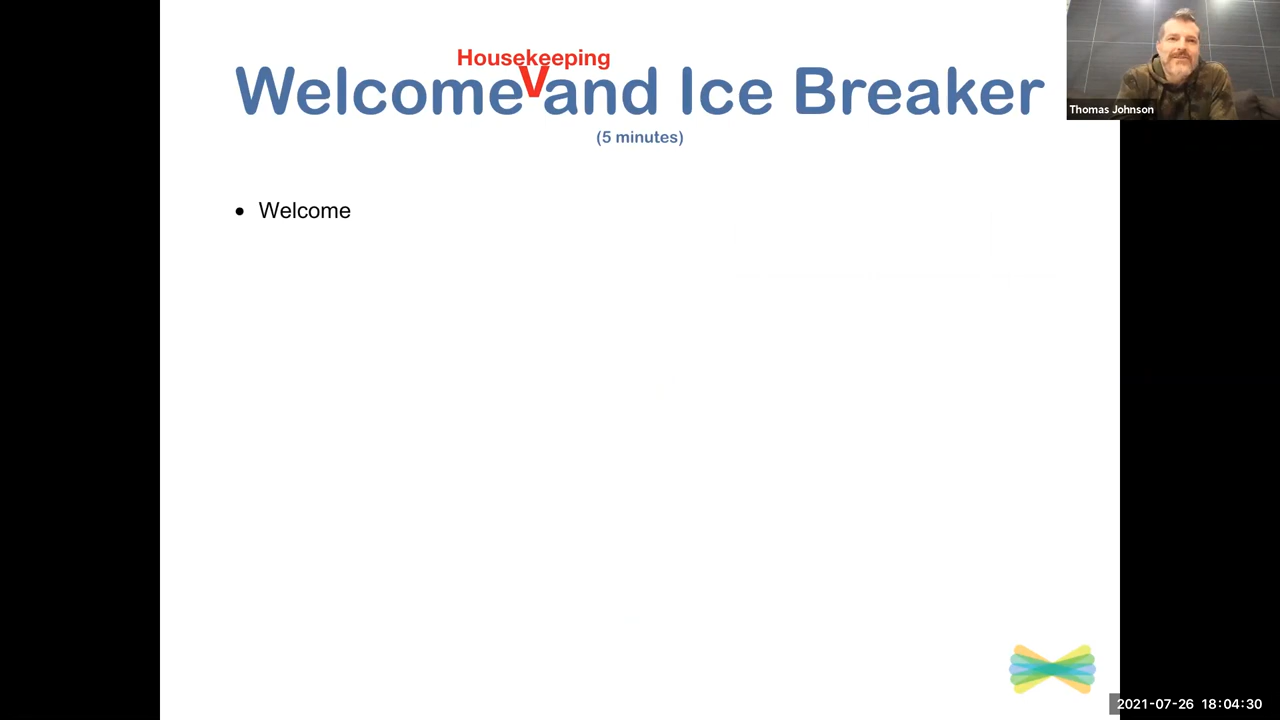 Housekeeping
Welcome V and Ice Breaker
(5 minutes)
• Welcome
Thomas Johnson
2021-07-26 18:04:30